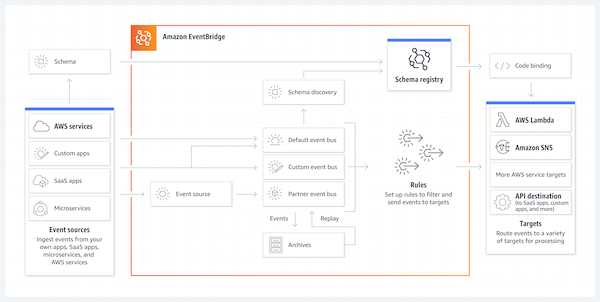 Amazon EventBridge
Schema
Schema registry
Code binding
Schema discovery
AWS services
Custom apps
SaaS apps
Microservices
Event sources
Ingest events from your
own apps, SaaS apps,
microservices, and
AWS services
Event source
Default event bus
Custom event bus
Partner event bus
Events
Replay
Archives
Rules
Set up rules to filter and
send events to targets
AWS Lambda
Amazon SNS
More AWS service targets
API destination
(to SaaS apps, custom
apps, and more)
Targets
Route events to a variety
of targets for processing